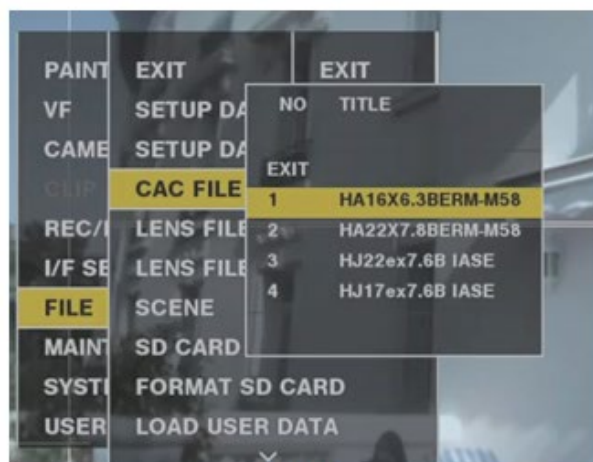 PAINT
VF
CAME
CLIP
REC/I
I/F SE
FILE
MAINT
SYSTE
USER
EXIT
SETUP DA
SETUP DA
CAC FILE
LENS FILE
LENS FILE
SCENE
SD CARD
FORMAT SD CARD
LOAD USER DATA
EXIT
NO TITLE
EXIT
1 HA16X6.3BERM-M58
2 HA22X7.8BERM-M58
3 HJ22ex7.6B IASE
4 HJ17ex7.6B IASE